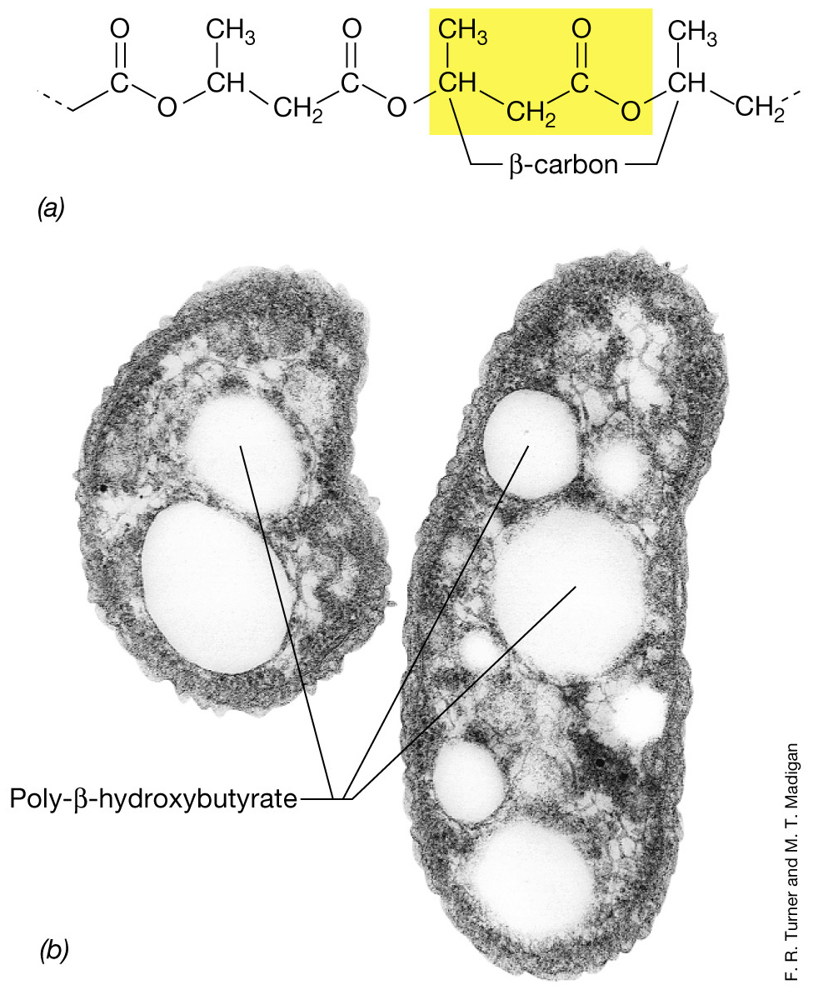 O CH₃ O CH₃ O CH₃
C CH C CH C CH
O CH₂ O CH₂ O CH₂
β-carbon
(a)
Poly-β-hydroxybutyrate
(b)
F. R. Turner and M. T. Madigan